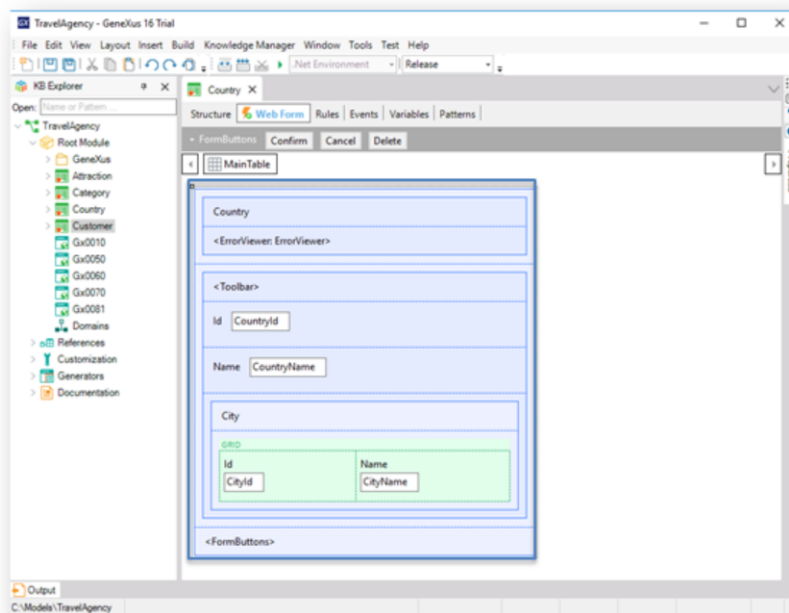 TravelAgency - GeneXus 16 Trial
File Edit View Layout Insert Build Knowledge Manager Window Tools Test Help
.Net Environment Release
KB Explorer
Open: Name or Pattern ...
TravelAgency
Root Module
GeneXus
Attraction
Category
Country
Customer
Gx0010
Gx0050
Gx0060
Gx0070
Gx0081
Domains
References
Customization
Generators
Documentation
Country
Structure Web Form Rules Events Variables Patterns
FormButtons Confirm Cancel Delete
MainTable
Country
<ErrorViewer: ErrorViewer>
<Toolbar>
Id CountryId
Name CountryName
City
GRID
Id Name
CityId CityName
<FormButtons>
Output
C:\Models\TravelAgency